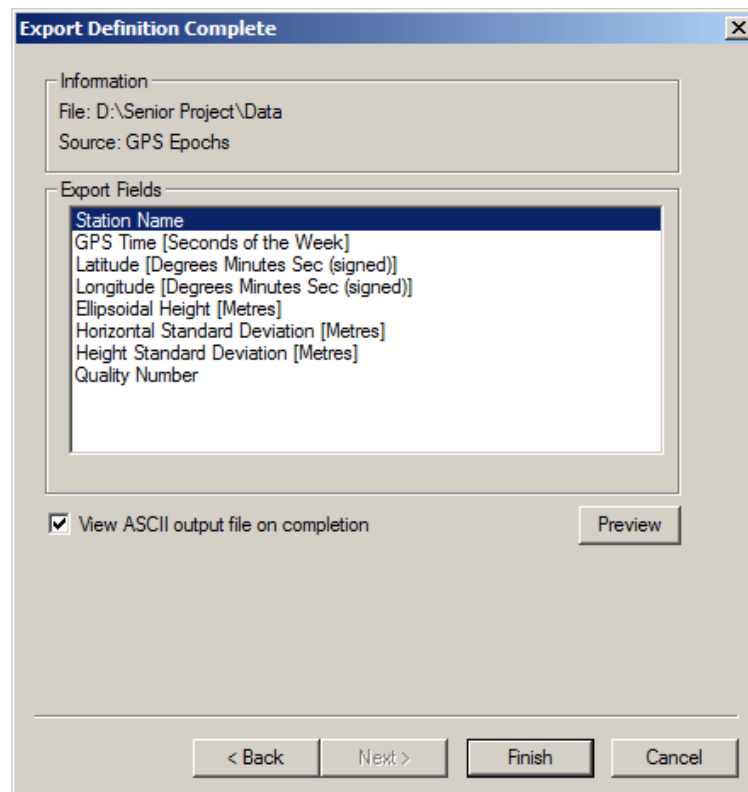 Export Definition Complete
Information
File: D:\Senior Project\Data
Source: GPS Epochs
Export Fields
Station Name
GPS Time [Seconds of the Week]
Latitude [Degrees Minutes Sec (signed)]
Longitude [Degrees Minutes Sec (signed)]
Ellipsoidal Height [Metres]
Horizontal Standard Deviation [Metres]
Height Standard Deviation [Metres]
Quality Number
View ASCII output file on completion
Preview
< Back Next > Finish Cancel